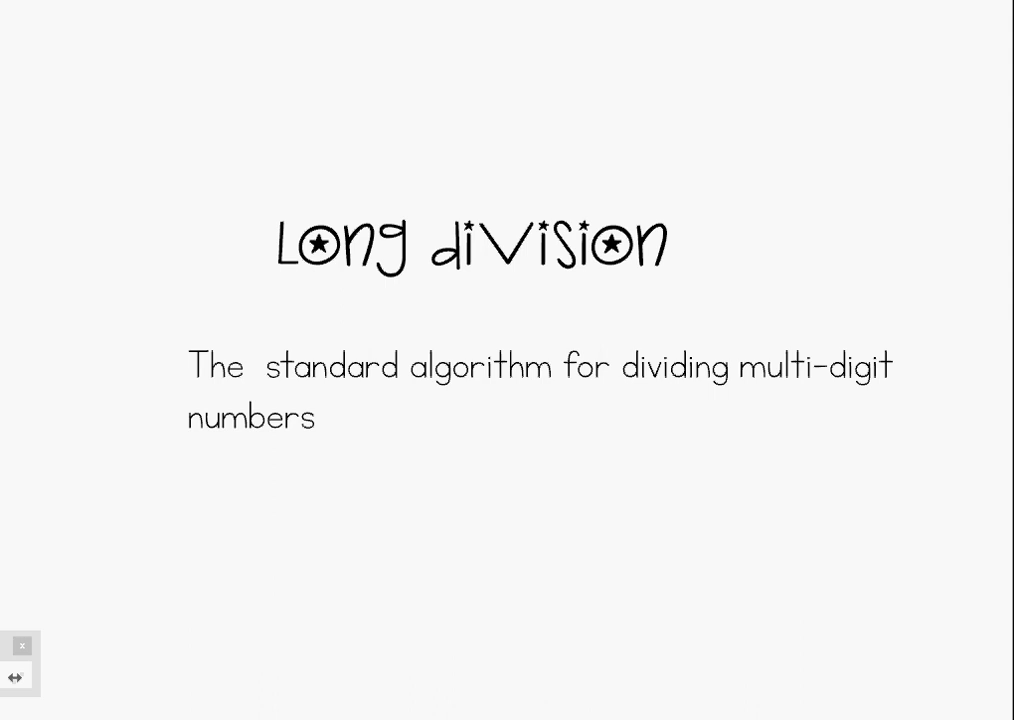 Long division
The standard algorithm for dividing multi-digit
numbers
x